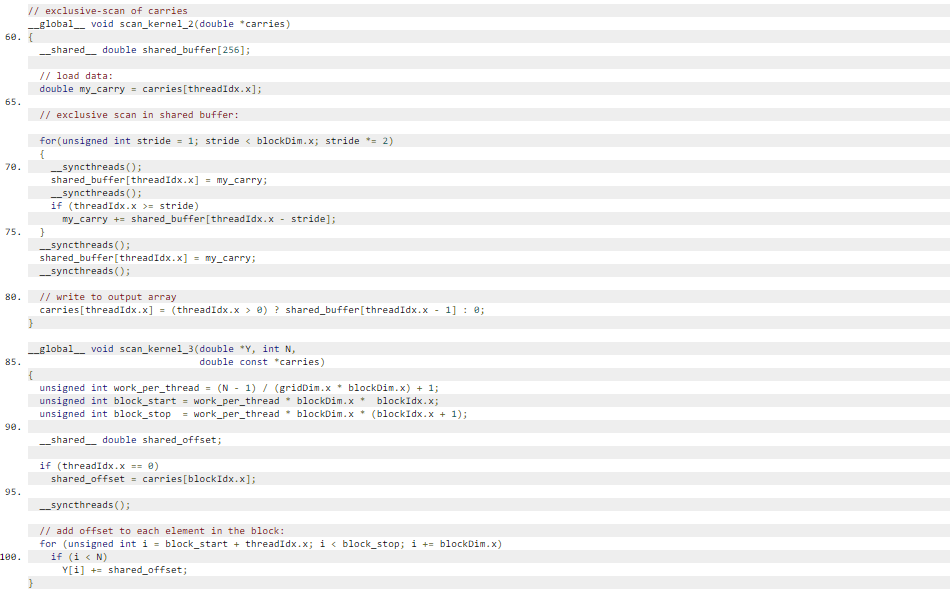 // exclusive-scan of carries
__global__ void scan_kernel_2(double *carries)
60. {
  __shared__ double shared_buffer[256];

  // load data:
  double my_carry = carries[threadIdx.x];
65.
  // exclusive scan in shared buffer:

  for(unsigned int stride = 1; stride < blockDim.x; stride *= 2)
  {
70.     __syncthreads();
    shared_buffer[threadIdx.x] = my_carry;
    __syncthreads();
    if (threadIdx.x >= stride)
      my_carry += shared_buffer[threadIdx.x - stride];
75.   }
  __syncthreads();
  shared_buffer[threadIdx.x] = my_carry;
  __syncthreads();

80.   // write to output array
  carries[threadIdx.x] = (threadIdx.x > 0) ? shared_buffer[threadIdx.x - 1] : 0;
}

__global__ void scan_kernel_3(double *Y, int N,
85.                               double const *carries)
{
  unsigned int work_per_thread = (N - 1) / (gridDim.x * blockDim.x) + 1;
  unsigned int block_start = work_per_thread * blockDim.x *  blockIdx.x;
  unsigned int block_stop  = work_per_thread * blockDim.x * (blockIdx.x + 1);
90.
  __shared__ double shared_offset;

  if (threadIdx.x == 0)
    shared_offset = carries[blockIdx.x];
95.
  __syncthreads();

  // add offset to each element in the block:
  for (unsigned int i = block_start + threadIdx.x; i < block_stop; i += blockDim.x)
100.     if (i < N)
      Y[i] += shared_offset;
}